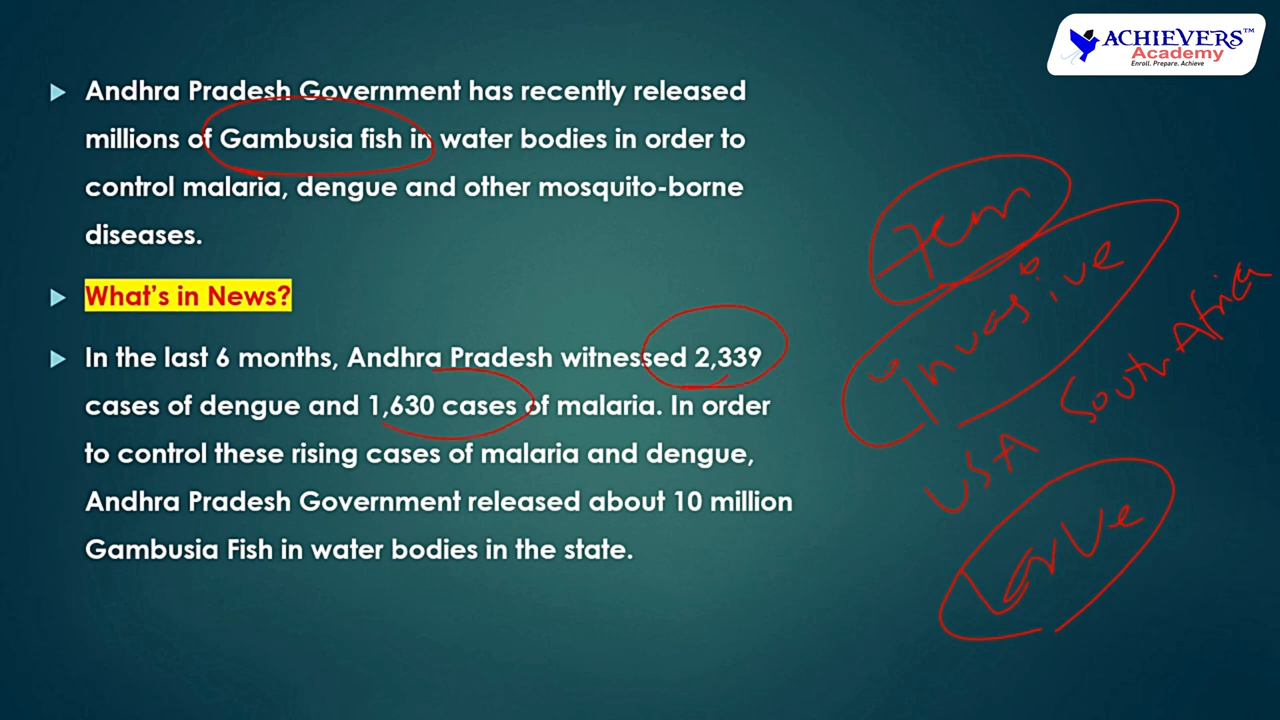 ACHIEVERS™
Academy
Enroll. Prepare. Achieve
Andhra Pradesh Government has recently released
millions of Gambusia fish in water bodies in order to
control malaria, dengue and other mosquito-borne
diseases.
What's in News?
In the last 6 months, Andhra Pradesh witnessed 2,339
cases of dengue and 1,630 cases of malaria. In order
to control these rising cases of malaria and dengue,
Andhra Pradesh Government released about 10 million
Gambusia Fish in water bodies in the state.
7cm
invasive
USA South Africa
Larve